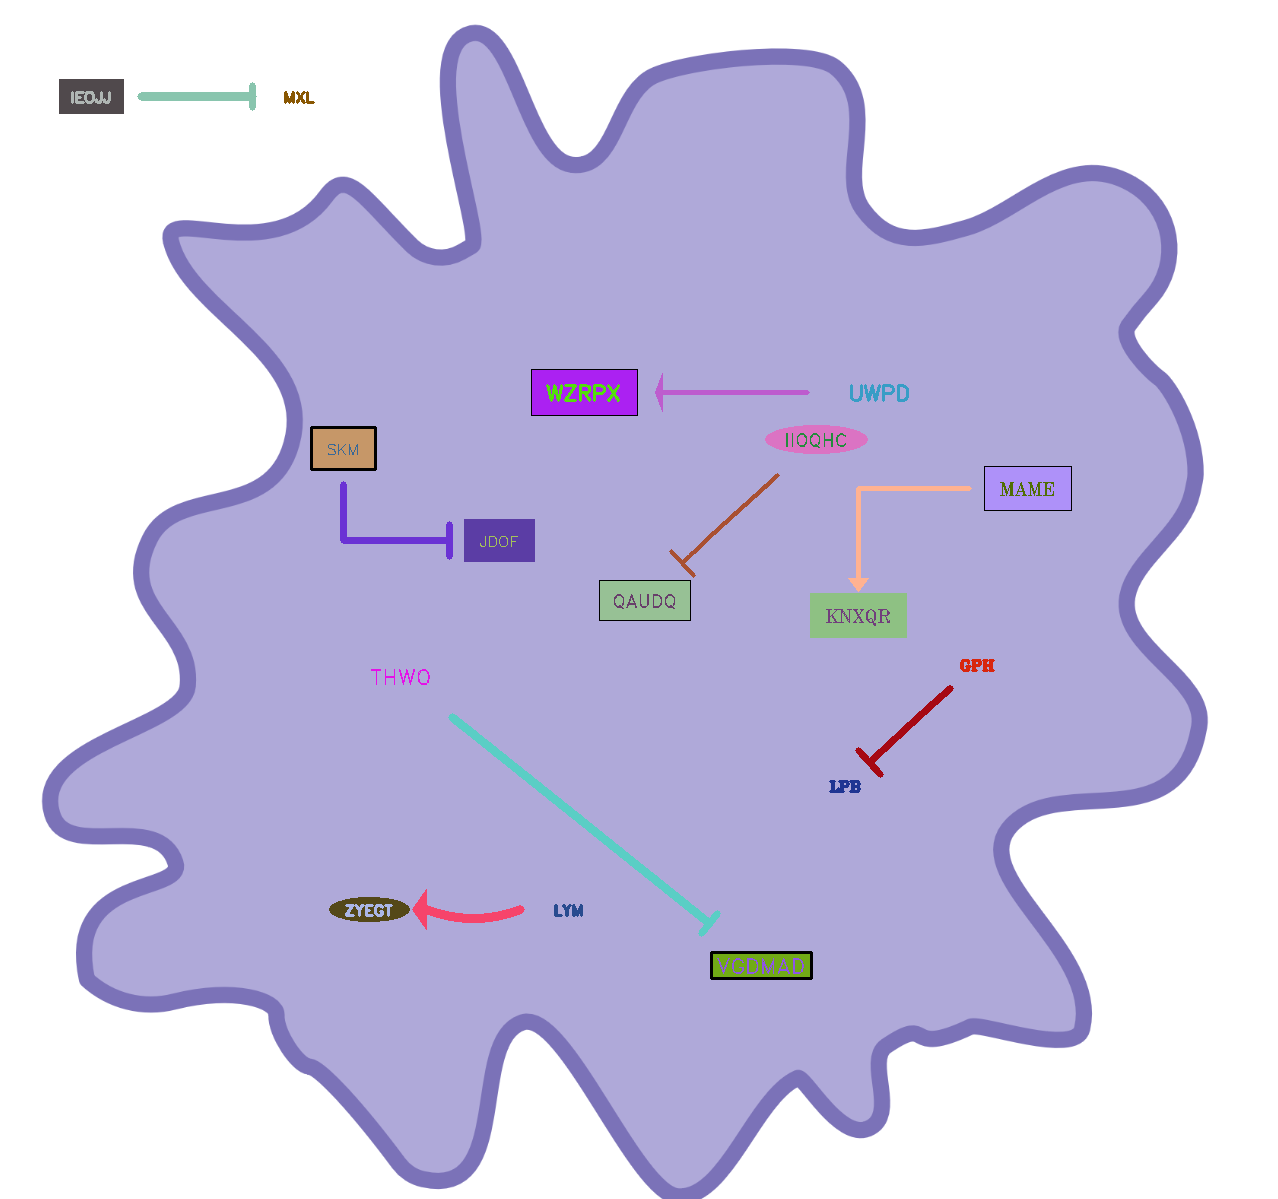 IEOJJ
MXL
WZRPX
UWPD
IIOQHC
SKM
MAME
JDOF
QAUDQ
KNXQR
GPH
THWO
LPB
ZYEGT
LYM
VGDMAD